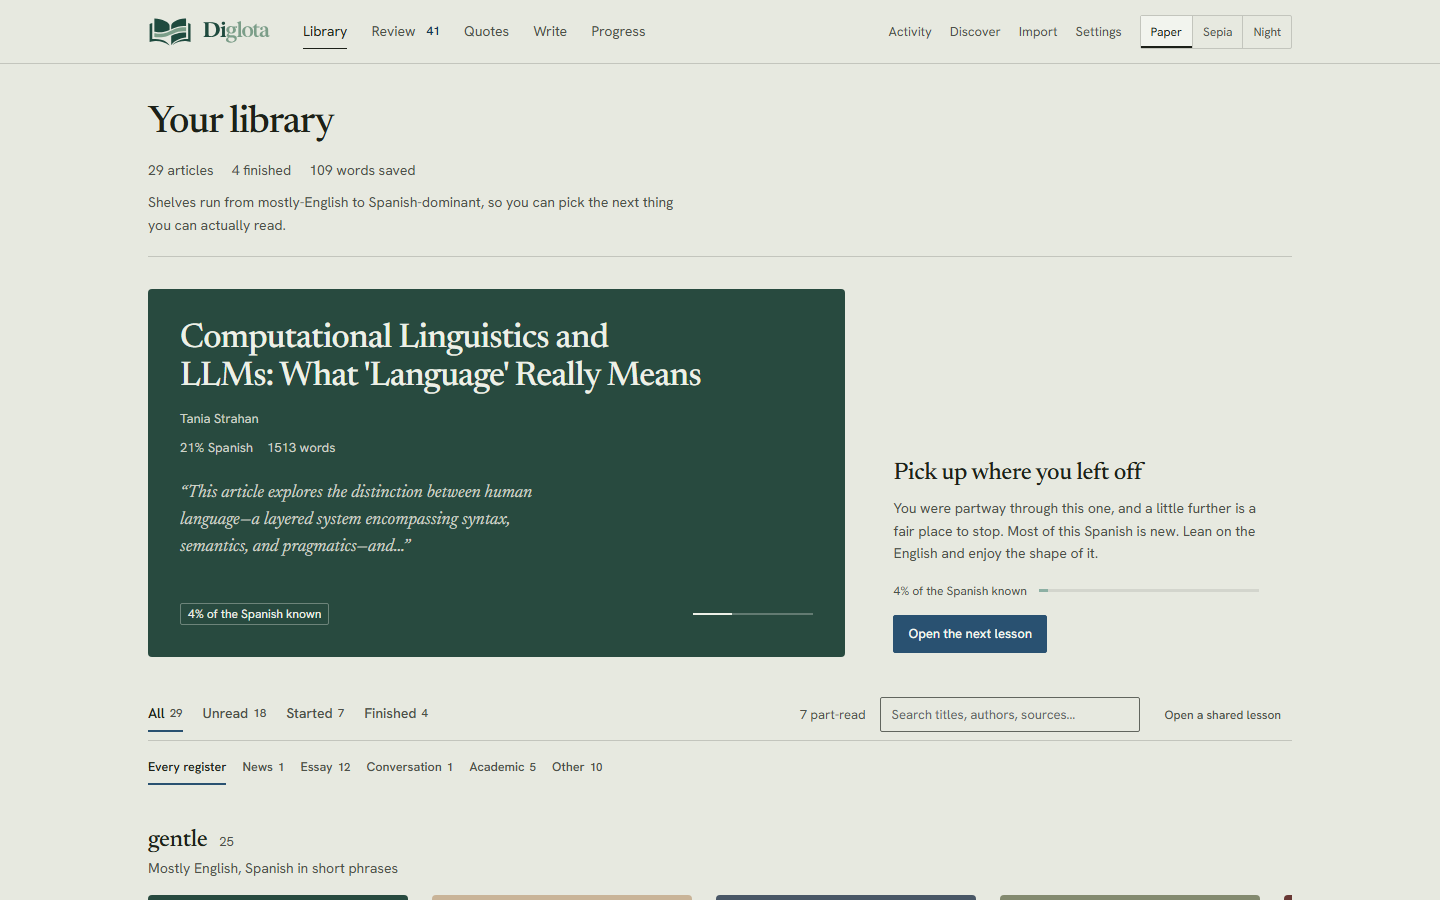 Diglota
Library
Review 41
Quotes
Write
Progress
Activity
Discover
Import
Settings
Paper
Sepia
Night
Your library
29 articles 4 finished 109 words saved
Shelves run from mostly-English to Spanish-dominant, so you can pick the next thing
you can actually read.
Computational Linguistics and
LLMs: What 'Language' Really Means
Tania Strahan
21% Spanish 1513 words
“This article explores the distinction between human
language—a layered system encompassing syntax,
semantics, and pragmatics—and...”
4% of the Spanish known
Pick up where you left off
You were partway through this one, and a little further is a
fair place to stop. Most of this Spanish is new. Lean on the
English and enjoy the shape of it.
4% of the Spanish known
Open the next lesson
All 29
Unread 18
Started 7
Finished 4
7 part-read
Search titles, authors, sources...
Open a shared lesson
Every register
News 1
Essay 12
Conversation 1
Academic 5
Other 10
gentle 25
Mostly English, Spanish in short phrases